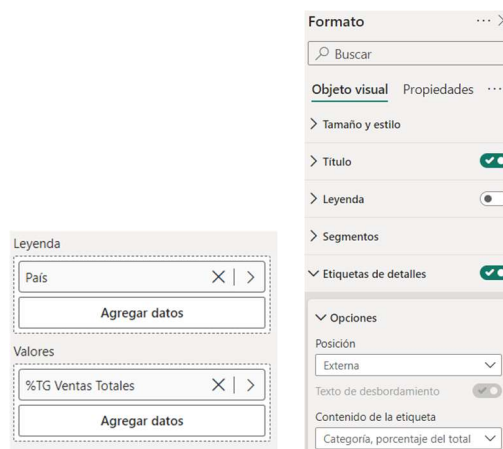 Formato
Buscar
Objeto visual Propiedades
Tamaño y estilo
Título
Leyenda
Segmentos
Etiquetas de detalles
Opciones
Posición
Externa
Texto de desbordamiento
Contenido de la etiqueta
Categoría, porcentaje del total
Leyenda
País
Agregar datos
Valores
%TG Ventas Totales
Agregar datos